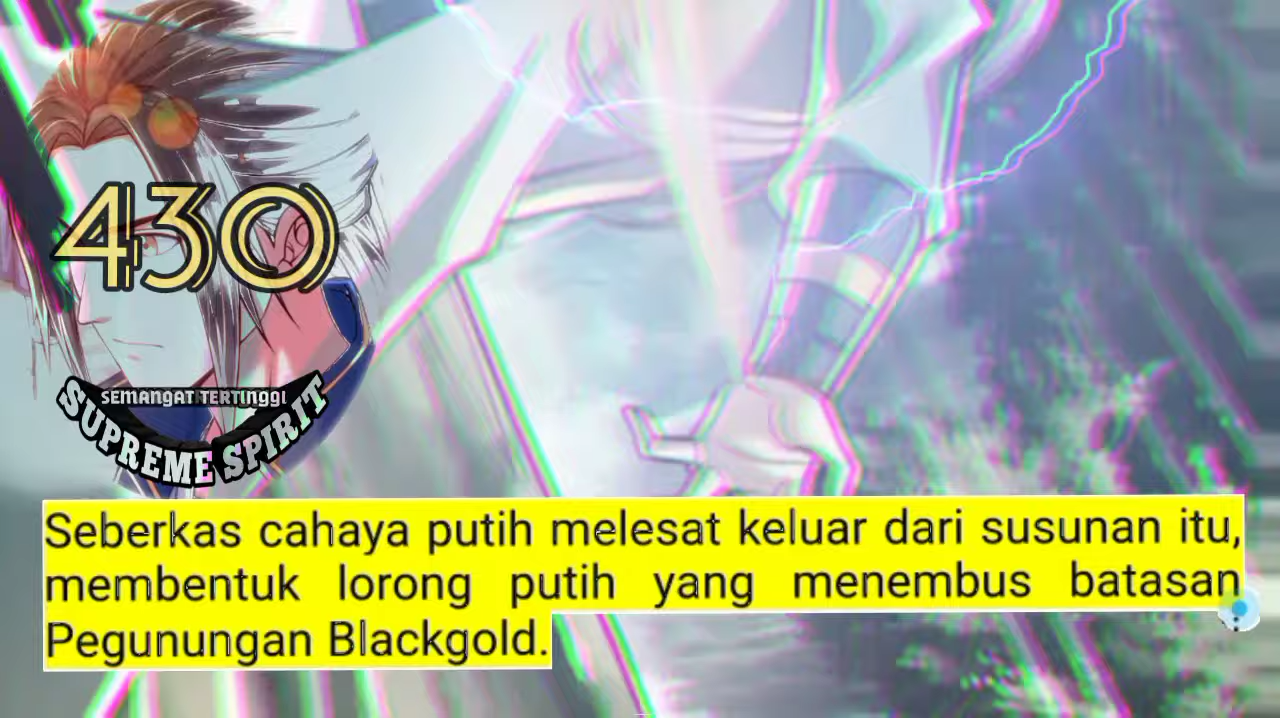 430
SEMANGAT TERTINGGI
SUPREME SPIRIT
Seberkas cahaya putih melesat keluar dari susunan itu,
membentuk lorong putih yang menembus batasan
Pegunungan Blackgold.